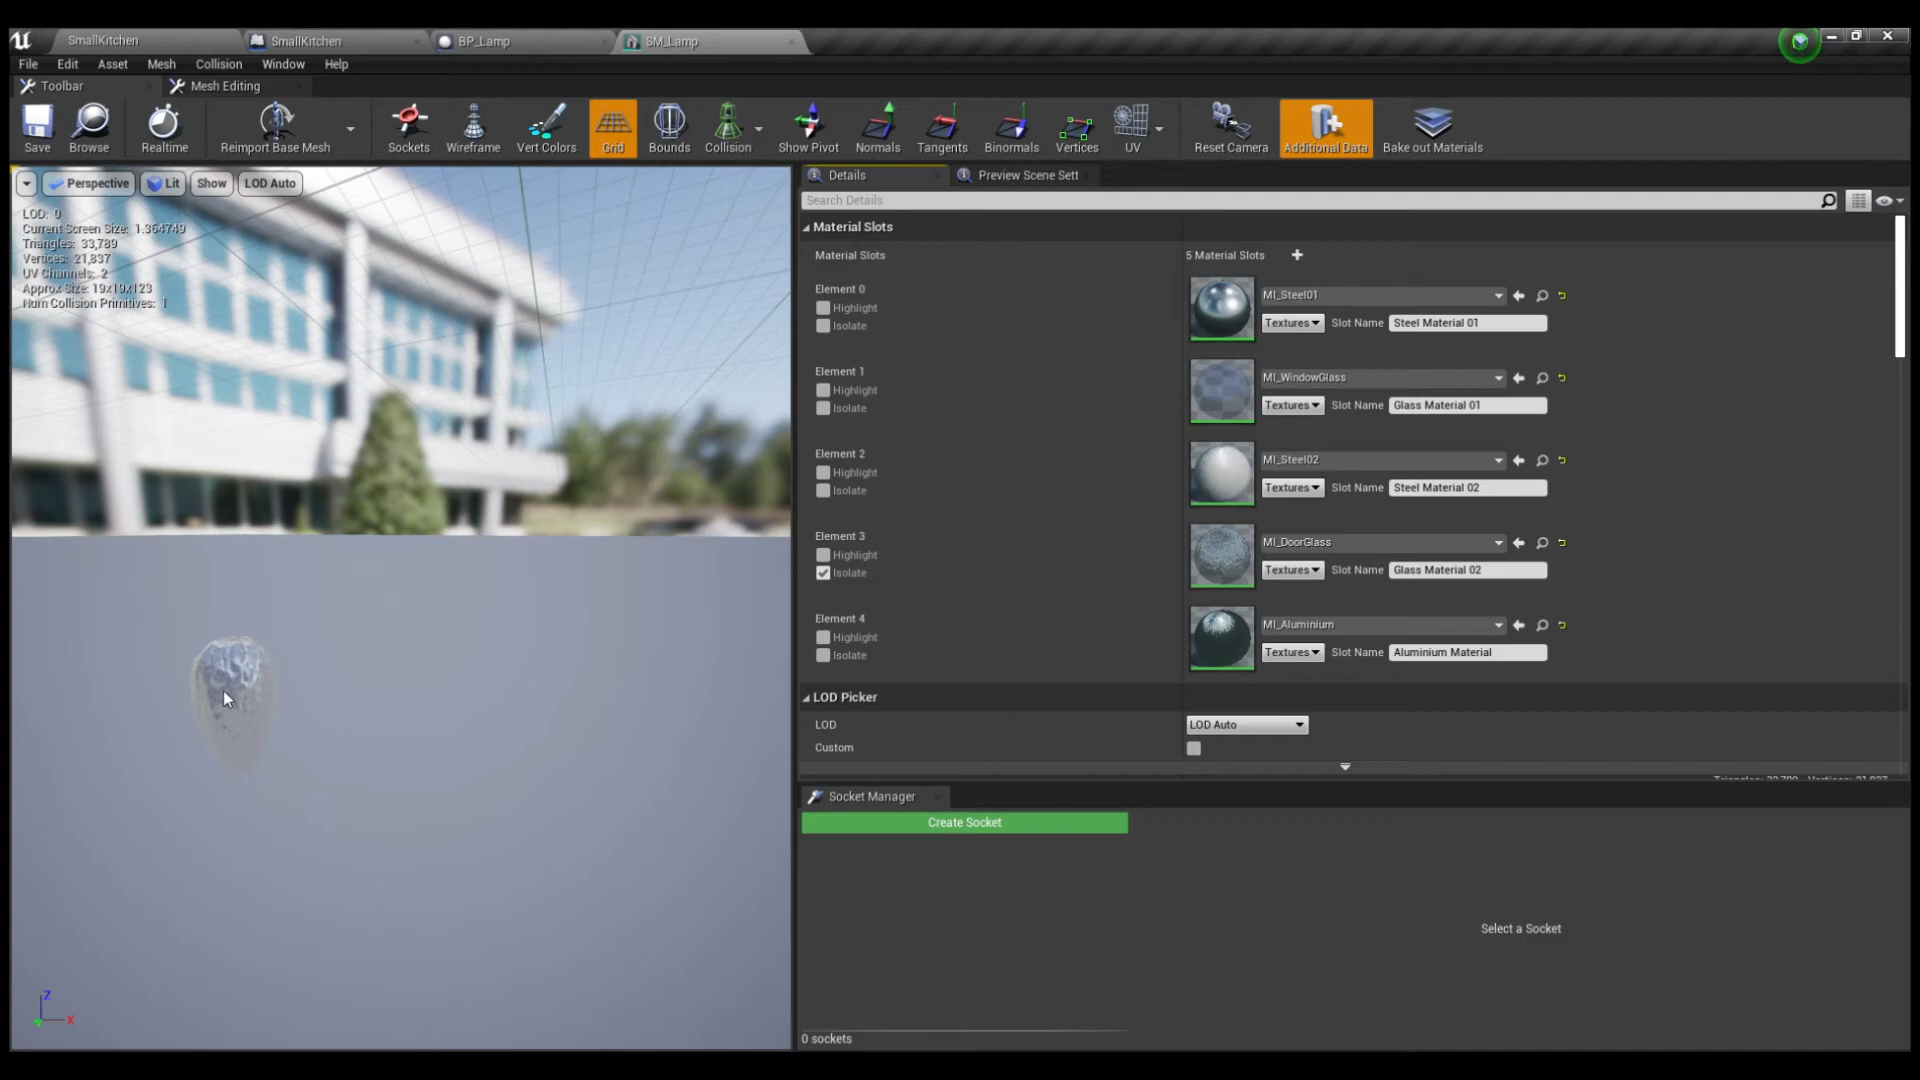 SmallKitchen
SmallKitchen
BP_Lamp
SM_Lamp
File Edit Asset Mesh Collision Window Help
Toolbar
Mesh Editing
Save
Browse
Realtime
Reimport Base Mesh
Sockets
Wireframe
Vert Colors
Grid
Bounds
Collision
Show Pivot
Normals
Tangents
Binormals
Vertices
UV
Reset Camera
Additional Data
Bake out Materials
Perspective
Lit
Show
LOD Auto
LOD: 0
Current Screen Size: 1.364749
Triangles: 33,789
Vertices: 21,837
UV Channels: 2
Approx Size: 19x19x123
Num Collision Primitives: 1
Z
X
Details
Preview Scene Sett
Search Details
Material Slots
Material Slots
5 Material Slots
Element 0
Highlight
Isolate
MI_Steel01
Textures
Slot Name
Steel Material 01
Element 1
Highlight
Isolate
MI_WindowGlass
Textures
Slot Name
Glass Material 01
Element 2
Highlight
Isolate
MI_Steel02
Textures
Slot Name
Steel Material 02
Element 3
Highlight
Isolate
MI_DoorGlass
Textures
Slot Name
Glass Material 02
Element 4
Highlight
Isolate
MI_Aluminium
Textures
Slot Name
Aluminium Material
LOD Picker
LOD
LOD Auto
Custom
Socket Manager
Create Socket
Select a Socket
0 sockets